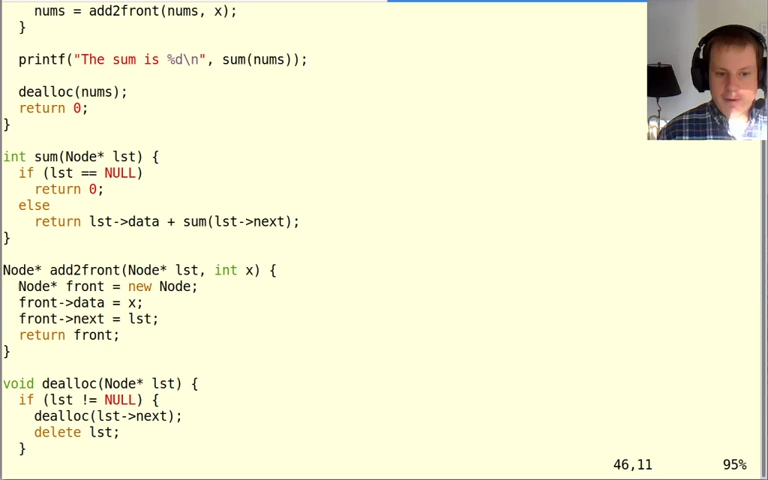 nums = add2front(nums, x);
  }

  printf("The sum is %d\n", sum(nums));

  dealloc(nums);
  return 0;
}

int sum(Node* lst) {
  if (lst == NULL)
    return 0;
  else
    return lst->data + sum(lst->next);
}

Node* add2front(Node* lst, int x) {
  Node* front = new Node;
  front->data = x;
  front->next = lst;
  return front;
}

void dealloc(Node* lst) {
  if (lst != NULL) {
    dealloc(lst->next);
    delete lst;
  }
46,11 95%